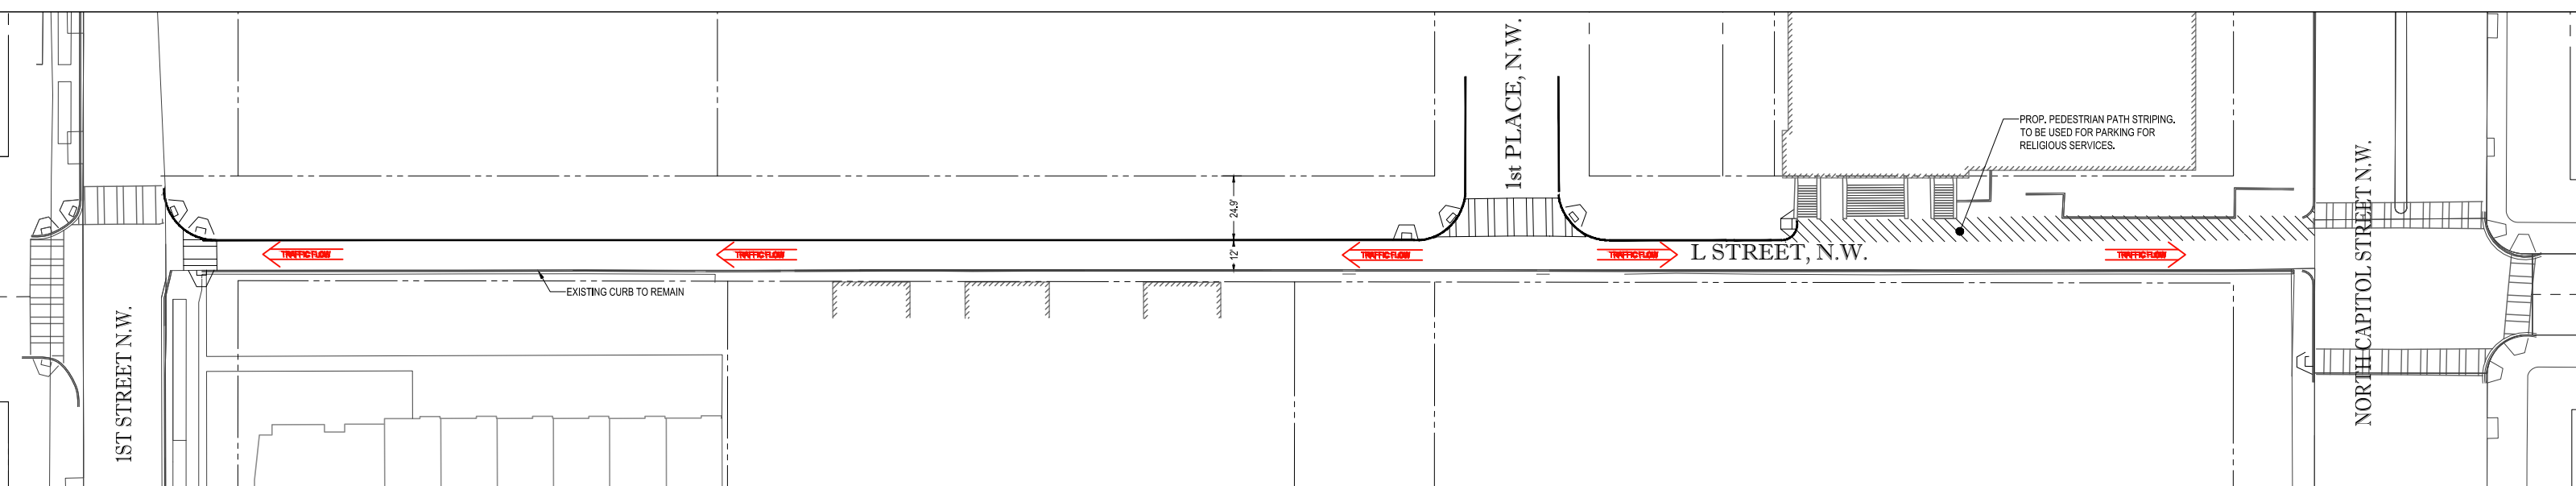 1st PLACE, N.W.
PROP. PEDESTRIAN PATH STRIPING.
TO BE USED FOR PARKING FOR
RELIGIOUS SERVICES.
24.9'
12'
TRAFFIC FLOW
TRAFFIC FLOW
TRAFFIC FLOW
TRAFFIC FLOW
L STREET, N.W.
TRAFFIC FLOW
EXISTING CURB TO REMAIN
1ST STREET N.W.
NORTH CAPITOL STREET N.W.